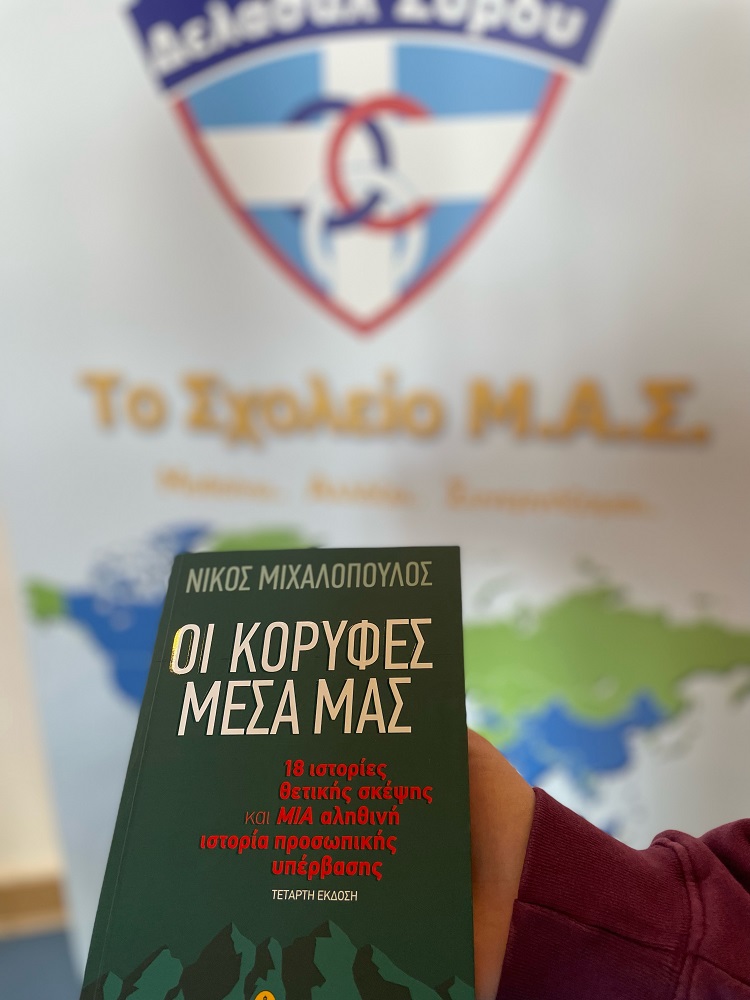 Δελασάλ Σύρου
Το Σχολείο Μ.Α.Σ.
ΝΙΚΟΣ ΜΙΧΑΛΟΠΟΥΛΟΣ
ΟΙ ΚΟΡΥΦΕΣ
ΜΕΣΑ ΜΑΣ
18 ιστορίες
θετικής σκέψης
και ΜΙΑ αληθινή
ιστορία προσωπικής
υπέρβασης
ΤΕΤΑΡΤΗ ΕΚΔΟΣΗ